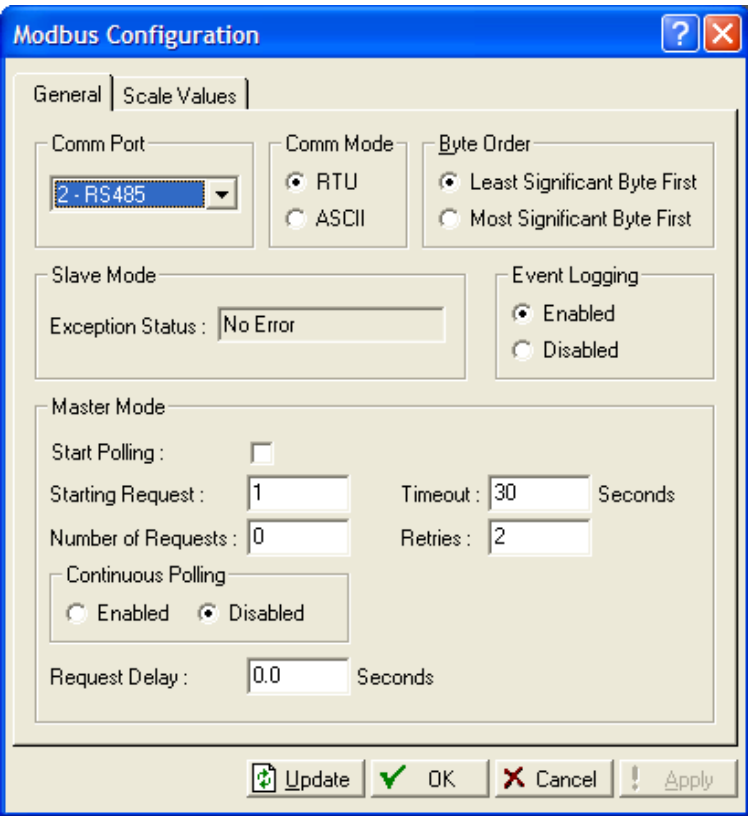 Modbus Configuration
General Scale Values
Comm Port Comm Mode Byte Order
2 - RS485 RTU Least Significant Byte First
ASCII Most Significant Byte First
Slave Mode Event Logging
Exception Status : No Error Enabled
Disabled
Master Mode
Start Polling :
Starting Request : 1 Timeout : 30 Seconds
Number of Requests : 0 Retries : 2
Continuous Polling
Enabled Disabled
Request Delay : 0.0 Seconds
Update OK Cancel Apply